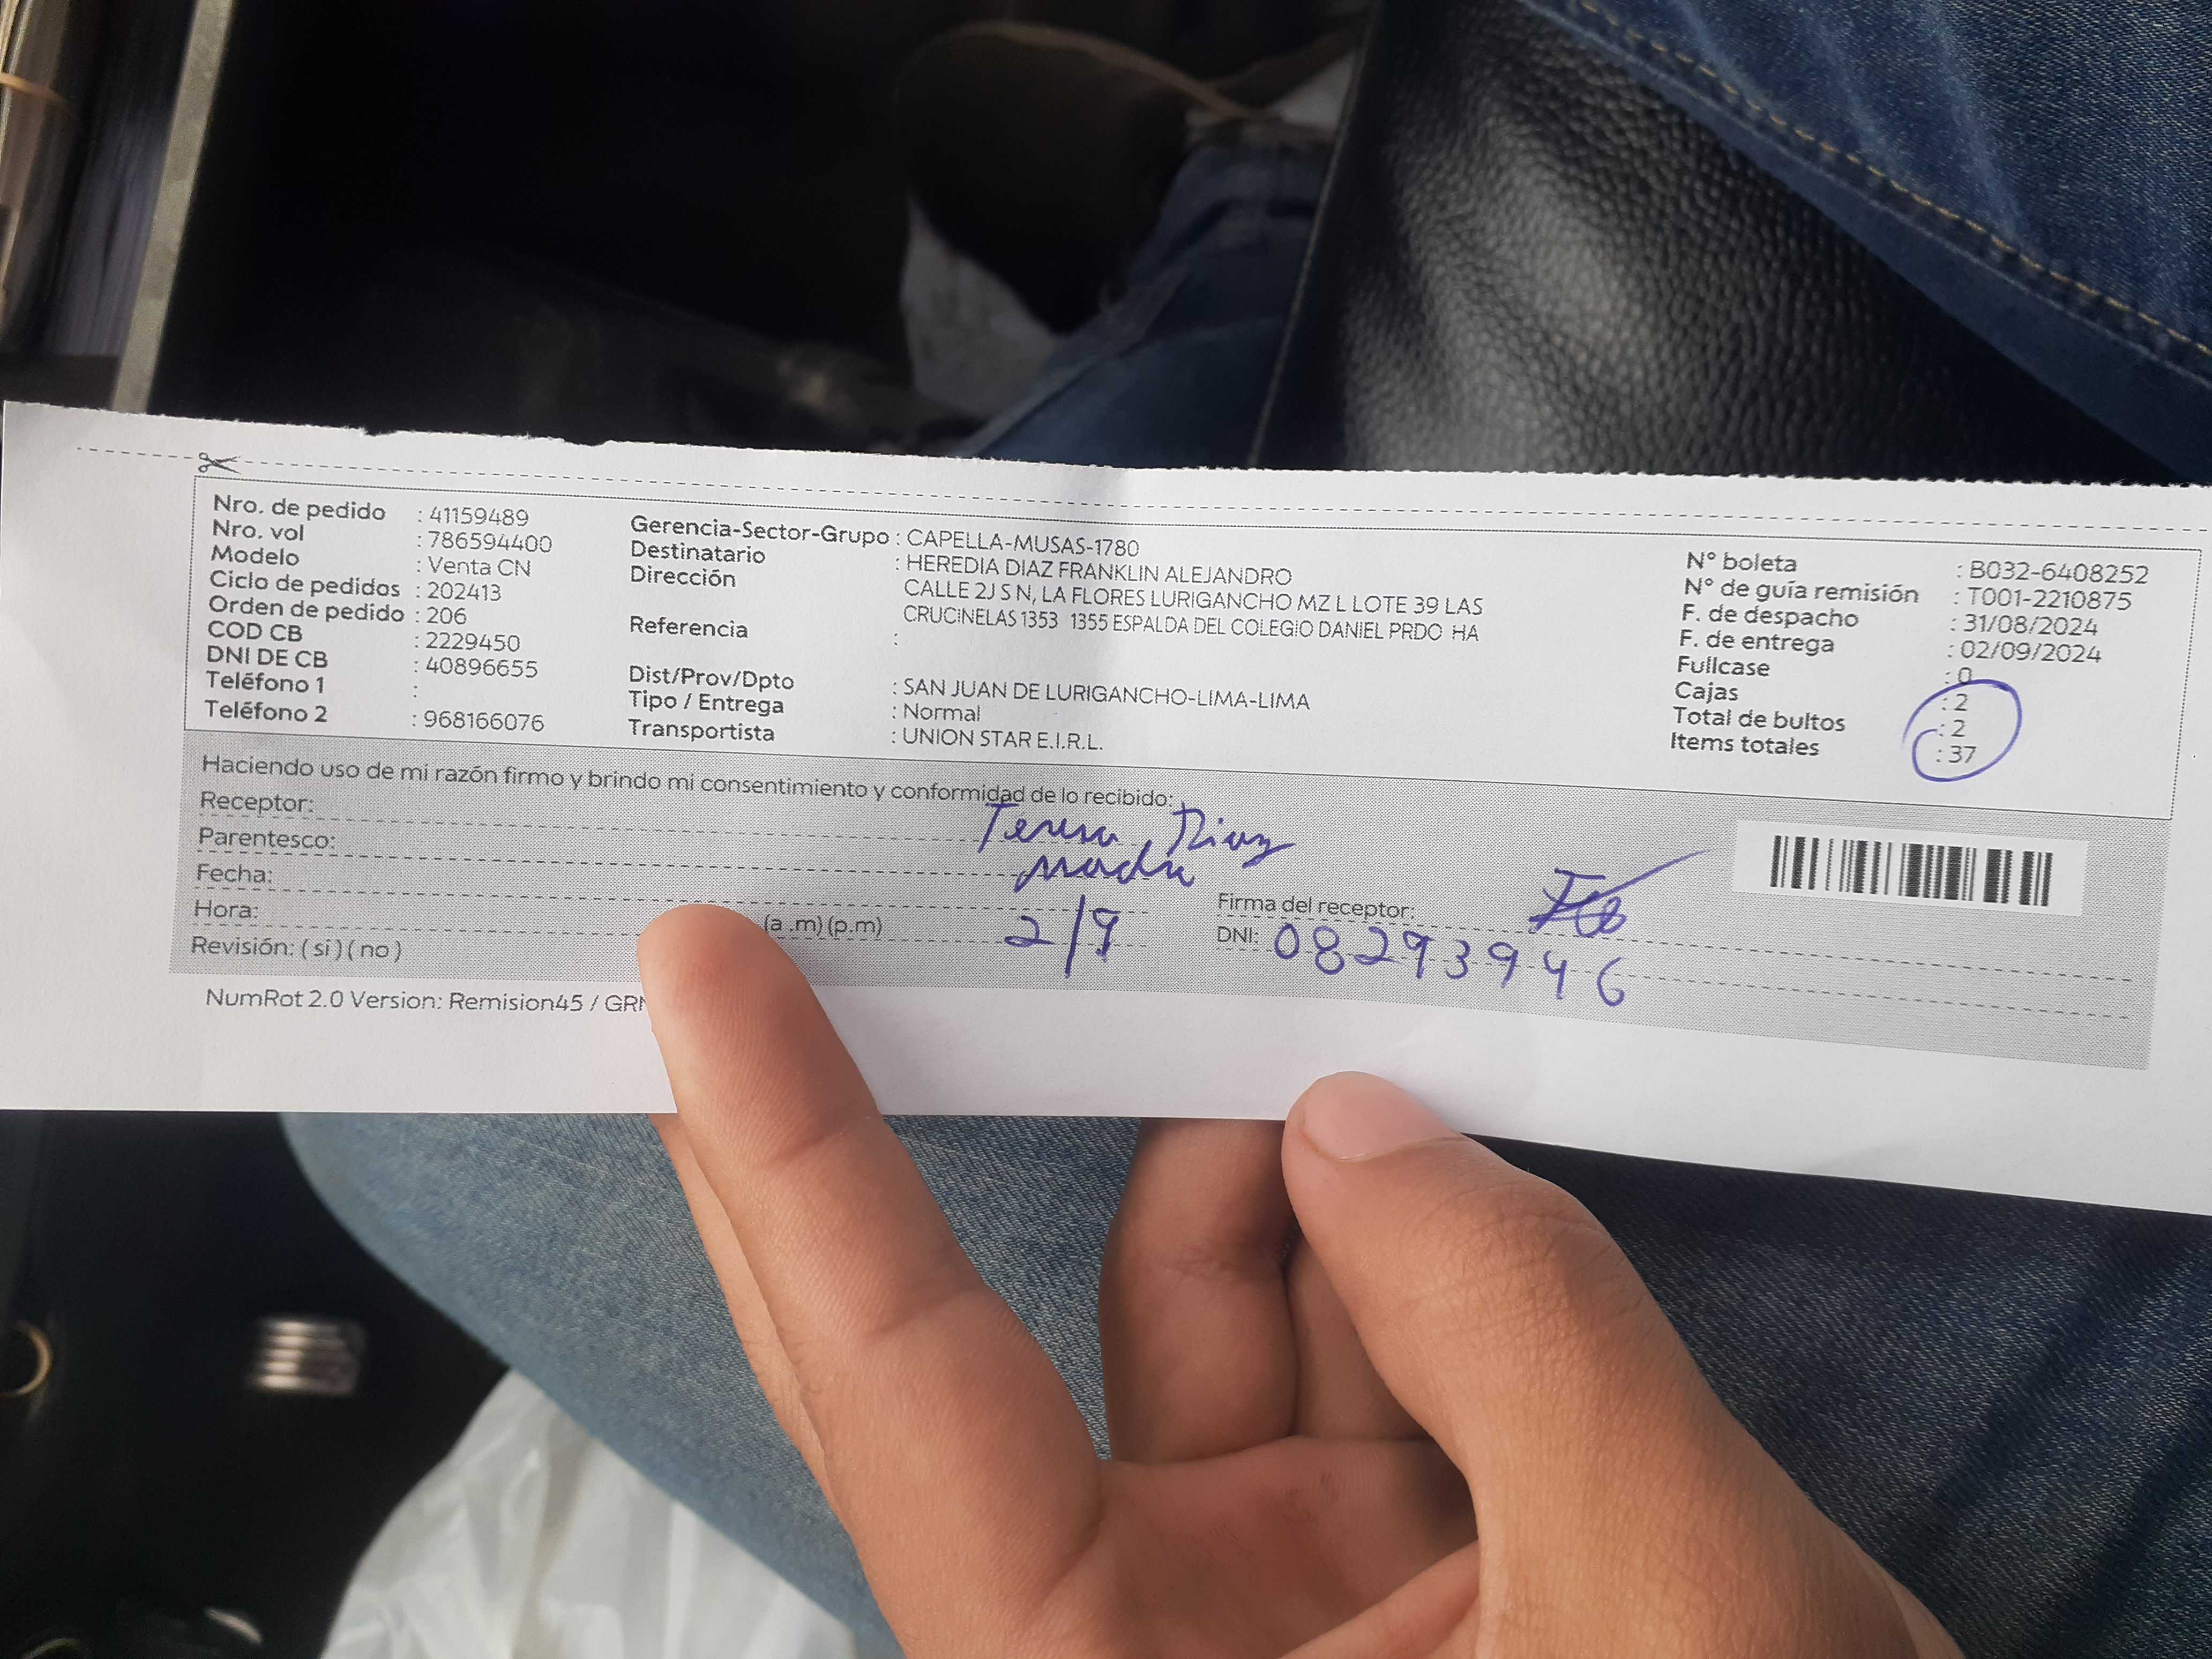 Nro. de pedido : 41159489
Nro. vol : 786594400
Modelo : Venta CN
Ciclo de pedidos : 202413
Orden de pedido : 206
COD CB : 2229450
DNI DE CB : 40896655
Teléfono 1 :
Teléfono 2 : 968166076
Gerencia-Sector-Grupo : CAPELLA-MUSAS-1780
Destinatario : HEREDIA DIAZ FRANKLIN ALEJANDRO
Dirección CALLE 2J S N, LA FLORES LURIGANCHO MZ L LOTE 39 LAS
CRUCINELAS 1353 1355 ESPALDA DEL COLEGIO DANIEL PRDO HA
Referencia :
Dist/Prov/Dpto : SAN JUAN DE LURIGANCHO-LIMA-LIMA
Tipo / Entrega : Normal
Transportista : UNION STAR E.I.R.L.
N° boleta : B032-6408252
N° de guía remisión : T001-2210875
F. de despacho : 31/08/2024
F. de entrega : 02/09/2024
Fullcase : 0
Cajas : 2
Total de bultos : 2
Items totales : 37
Haciendo uso de mi razón firmo y brindo mi consentimiento y conformidad de lo recibido:
Receptor: Teresa Diaz
Parentesco: madre
Fecha: 2/9
Hora: (a .m) (p.m)
Revisión: ( si ) ( no )
Firma del receptor:
DNI: 08293946
NumRot 2.0 Version: Remision45 / GR